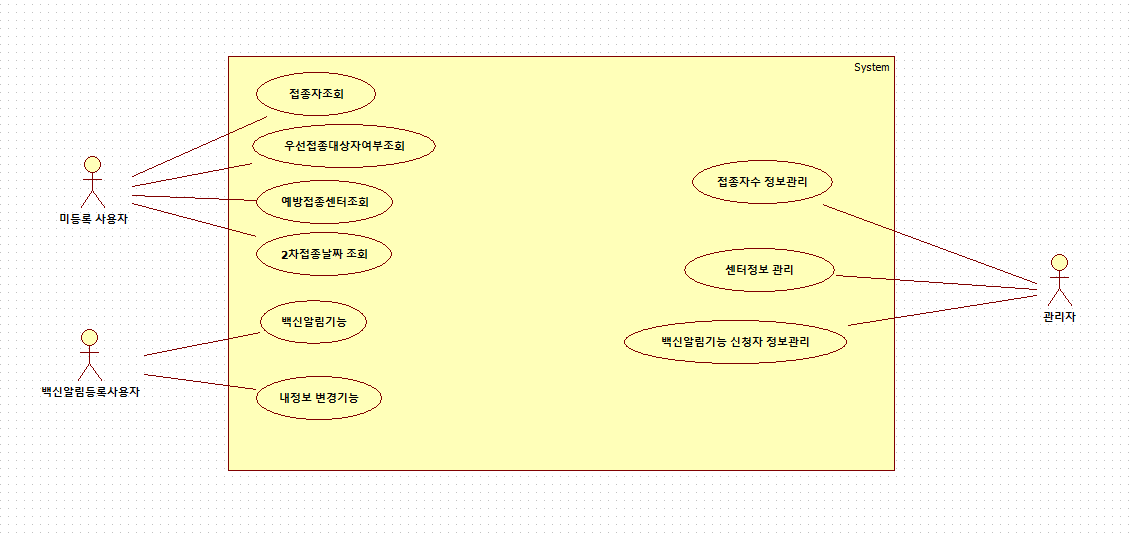 System
접종자조회
우선접종대상자여부조회
미등록 사용자
예방접종센터조회
2차접종날짜 조회
백신알림등록사용자
백신알림기능
내정보 변경기능
접종자수 정보관리
센터정보 관리
백신알림기능 신청자 정보관리
관리자